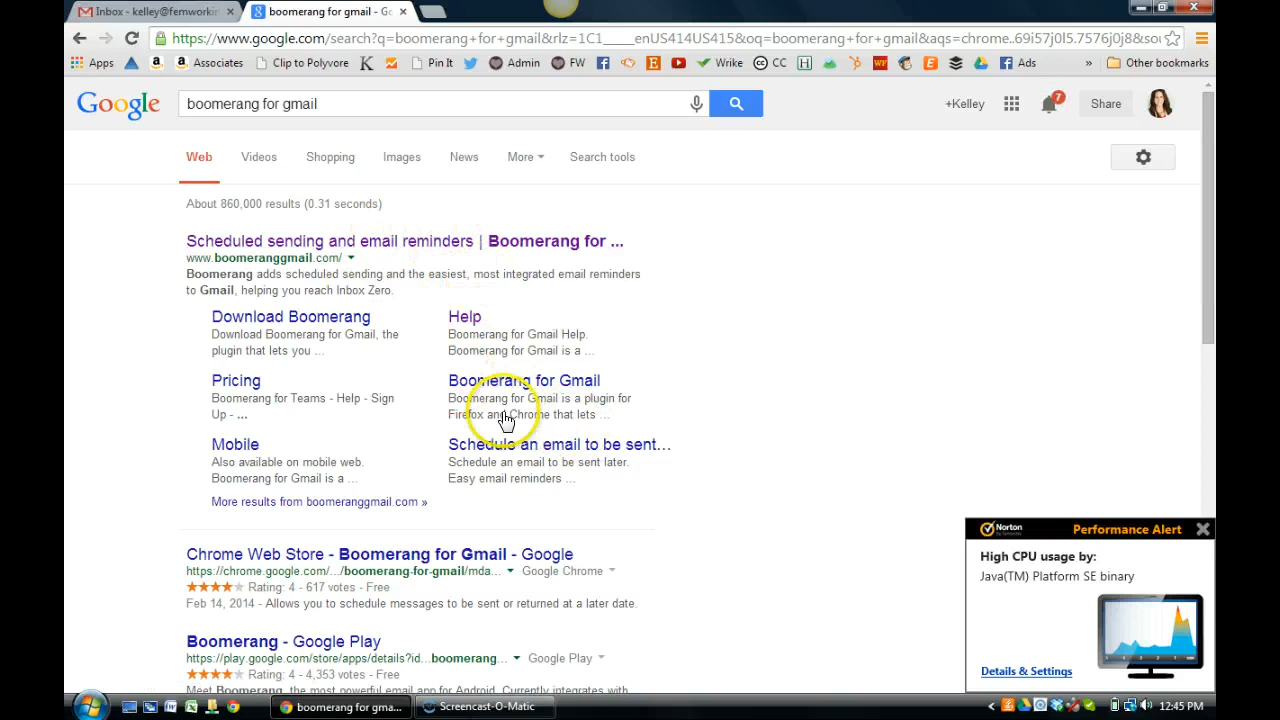 Inbox - kelley@femworkin
boomerang for gmail - Go
https://www.google.com/search?q=boomerang+for+gmail&rlz=1C1____enUS414US415&oq=boomerang+for+gmail&aqs=chrome..69i57j0l5.7576j0j8&sou
Apps Associates Clip to Polyvore Pin It Admin FW Wrike CC Ads » Other bookmarks
Google boomerang for gmail +Kelley 7 Share
Web Videos Shopping Images News More Search tools
About 860,000 results (0.31 seconds)
Scheduled sending and email reminders | Boomerang for ...
www.boomeranggmail.com/
Boomerang adds scheduled sending and the easiest, most integrated email reminders
to Gmail, helping you reach Inbox Zero.
Download Boomerang
Download Boomerang for Gmail, the
plugin that lets you ...
Help
Boomerang for Gmail Help.
Boomerang for Gmail is a ...
Pricing
Boomerang for Teams - Help - Sign
Up - ...
Boomerang for Gmail
Boomerang for Gmail is a plugin for
Firefox and Chrome that lets ...
Mobile
Also available on mobile web.
Boomerang for Gmail is a ...
Schedule an email to be sent...
Schedule an email to be sent later.
Easy email reminders ...
More results from boomeranggmail.com »
Chrome Web Store - Boomerang for Gmail - Google
https://chrome.google.com/.../boomerang-for-gmail/mda... Google Chrome
Rating: 4 - 617 votes - Free
Feb 14, 2014 - Allows you to schedule messages to be sent or returned at a later date.
Boomerang - Google Play
https://play.google.com/store/apps/details?id...boomerang... Google Play
Rating: 4 - 4,353 votes - Free
Meet Boomerang, the most powerful email app for Android. Currently integrates with
Norton
by Symantec
Performance Alert
High CPU usage by:
Java(TM) Platform SE binary
Details & Settings
boomerang for gma...
Screencast-O-Matic
12:45 PM